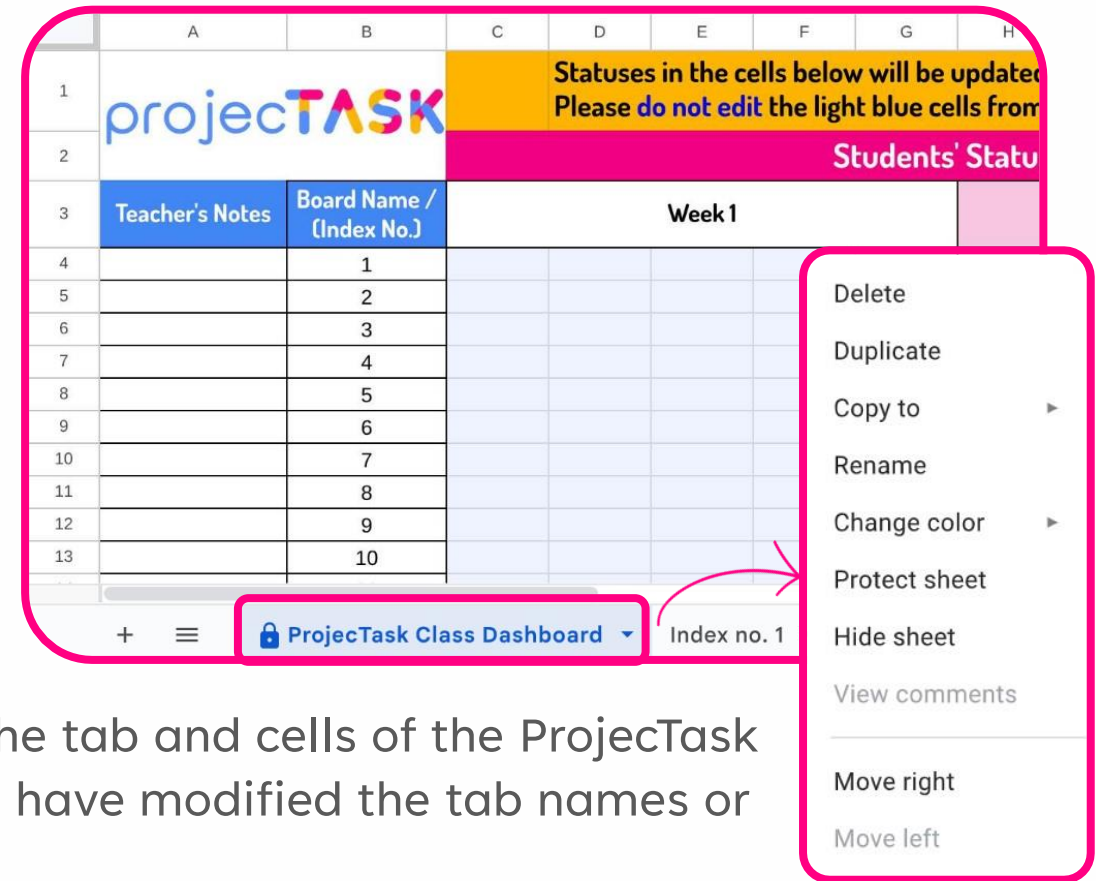 A B C D E F G H
1
projecTASK
Statuses in the cells below will be updated
Please do not edit the light blue cells from
2
Students' Statu
3
Teacher's Notes
Board Name /
(Index No.)
Week 1
4 1
5 2
6 3
7 4
8 5
9 6
10 7
11 8
12 9
13 10
+ ≡ ProjecTask Class Dashboard Index no. 1
Delete
Duplicate
Copy to
Rename
Change color
Protect sheet
Hide sheet
View comments
Move right
Move left
he tab and cells of the ProjecTask
have modified the tab names or